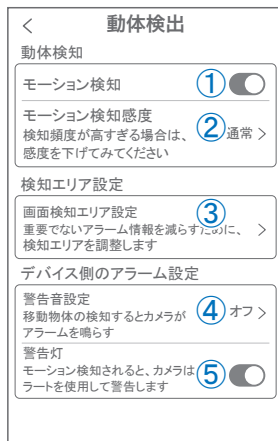 < 動体検出
動体検知
モーション検知 ①
モーション検知感度
検知頻度が高すぎる場合は、
感度を下げてみてください
② 通常 >
検知エリア設定
画面検知エリア設定 ③
重要でないアラーム情報を減らすために、
検知エリアを調整します
>
デバイス側のアラーム設定
警告音設定
移動物体の検知するとカメラが
アラームを鳴らす
④ オフ >
警告灯
モーション検知されると、カメラは
ラートを使用して警告します
⑤